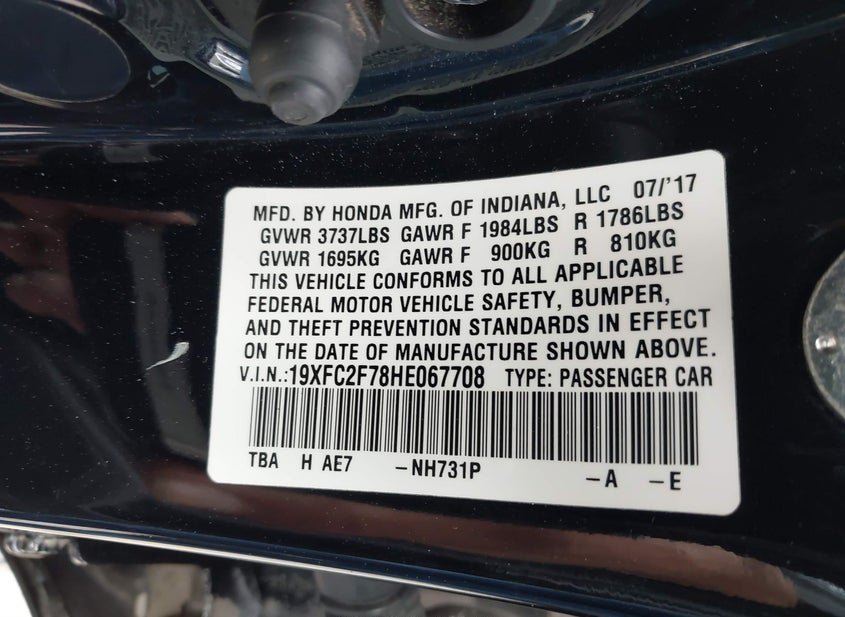 MFD. BY HONDA MFG. OF INDIANA, LLC 07/'17
GVWR 3737LBS GAWR F 1984LBS R 1786LBS
GVWR 1695KG GAWR F 900KG R 810KG
THIS VEHICLE CONFORMS TO ALL APPLICABLE
FEDERAL MOTOR VEHICLE SAFETY, BUMPER,
AND THEFT PREVENTION STANDARDS IN EFFECT
ON THE DATE OF MANUFACTURE SHOWN ABOVE.
V.I.N.:19XFC2F78HE067708 TYPE: PASSENGER CAR
TBA H AE7 -NH731P -A -E